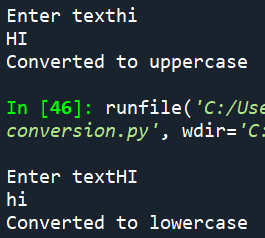 Enter texthi
HI
Converted to uppercase
In [46]: runfile('C:/Use
conversion.py', wdir='C:
Enter textHI
hi
Converted to lowercase